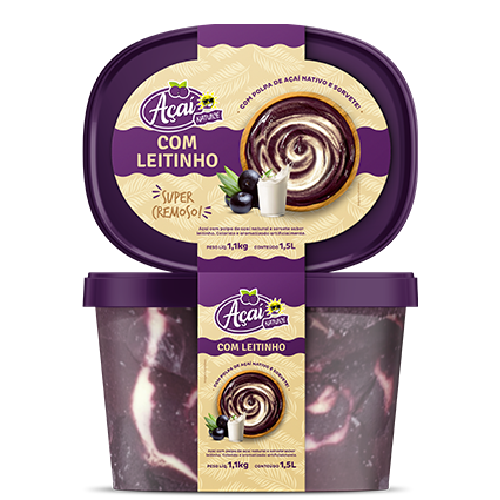 Açaí
NATURE
COM
LEITINHO
SUPER
CREMOSO!
COM POLPA DE AÇAÍ NATIVO E SORVETE!
PESO LÍQ. 1,1kg CONTEÚDO 1,5L
Açaí
NATURE
COM LEITINHO
COM POLPA DE AÇAÍ NATIVO E SORVETE!
PESO LÍQ. 1,1kg CONTEÚDO 1,5L